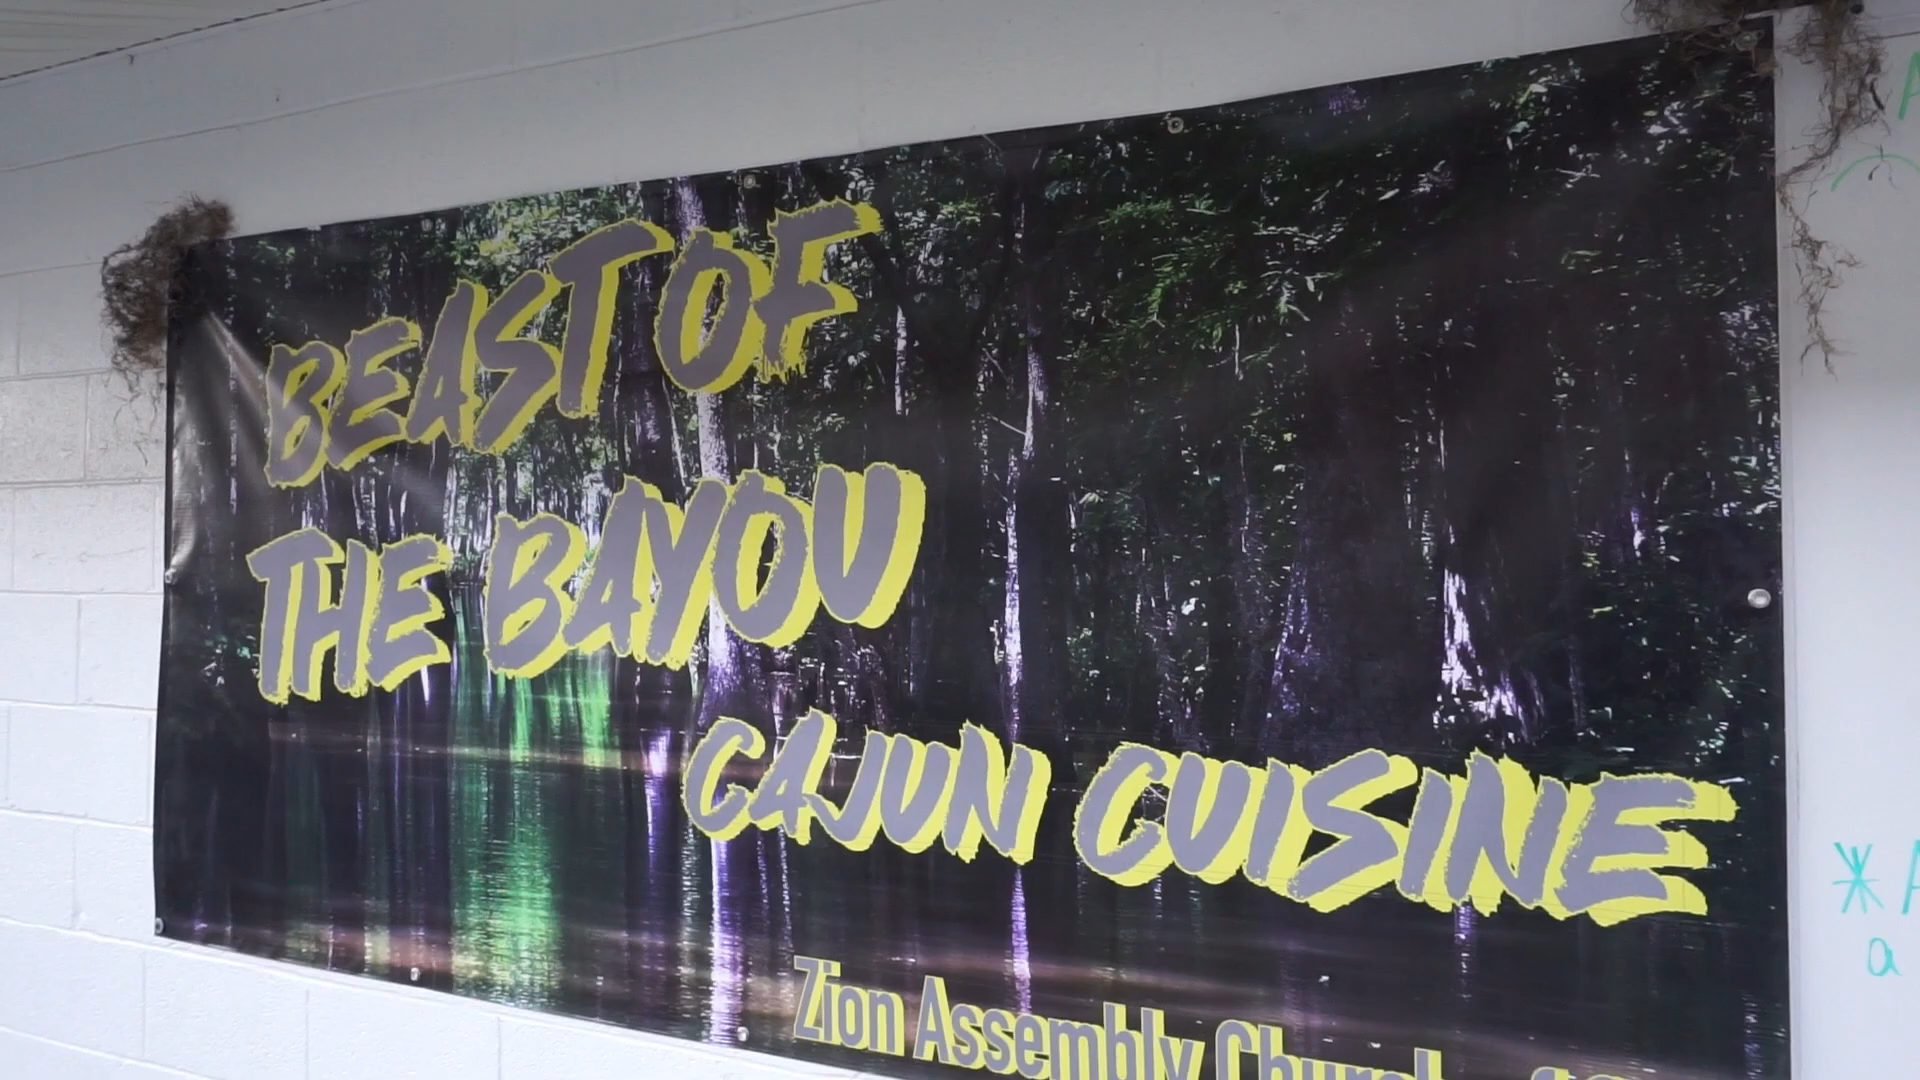 BEAST OF
THE BAYOU
CAJUN CUISINE
Zion Assembly Church
* A
a